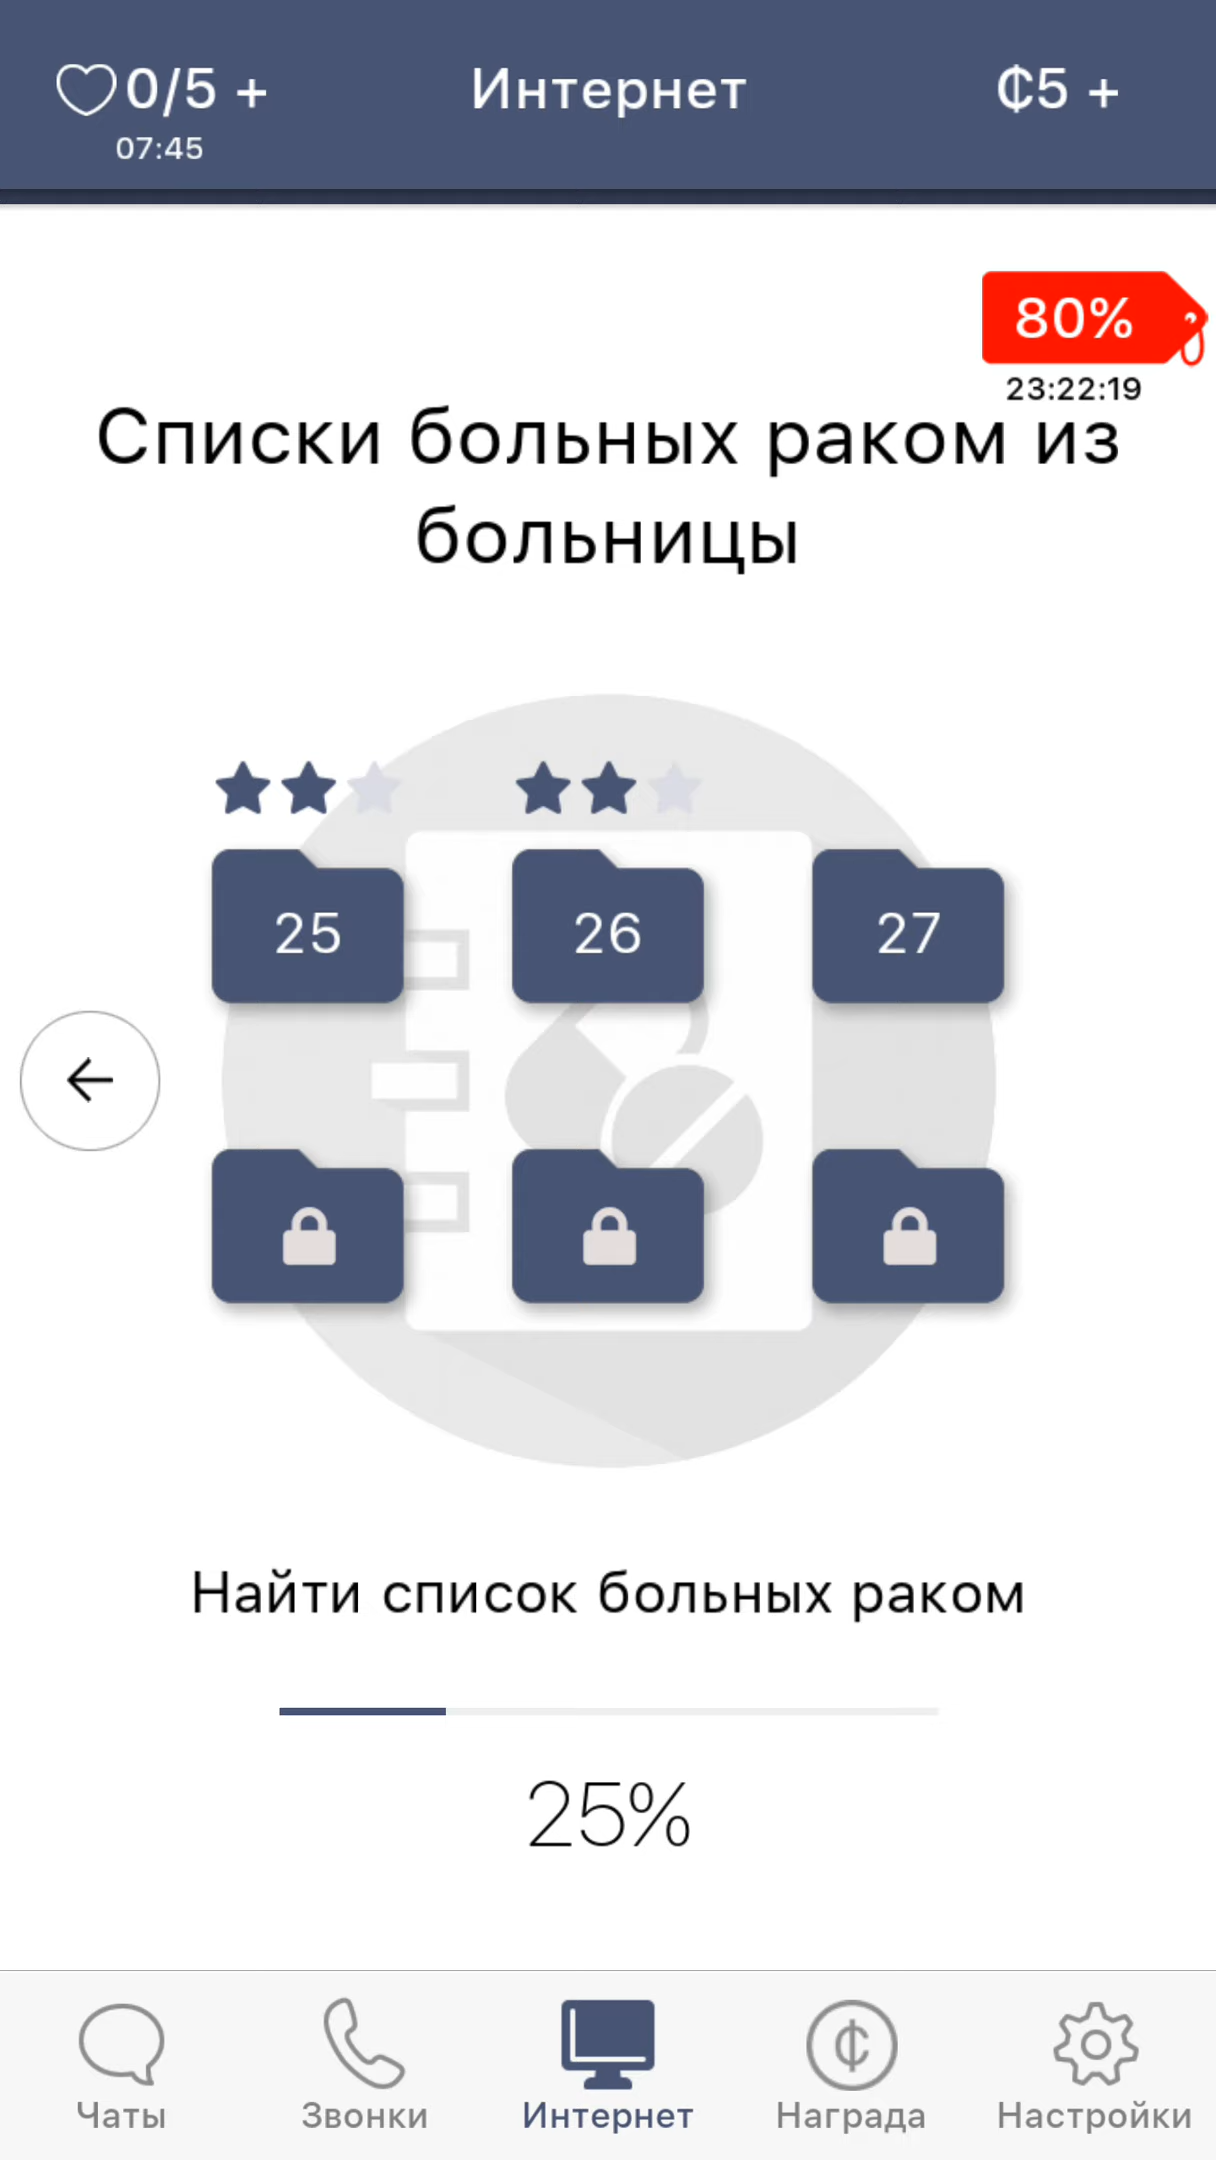 0/5 +
07:45
Интернет
₵5 +
80%
23:22:19
Списки больных раком из
больницы
25
26
27
Найти список больных раком
25%
Чаты
Звонки
Интернет
Награда
Настройки